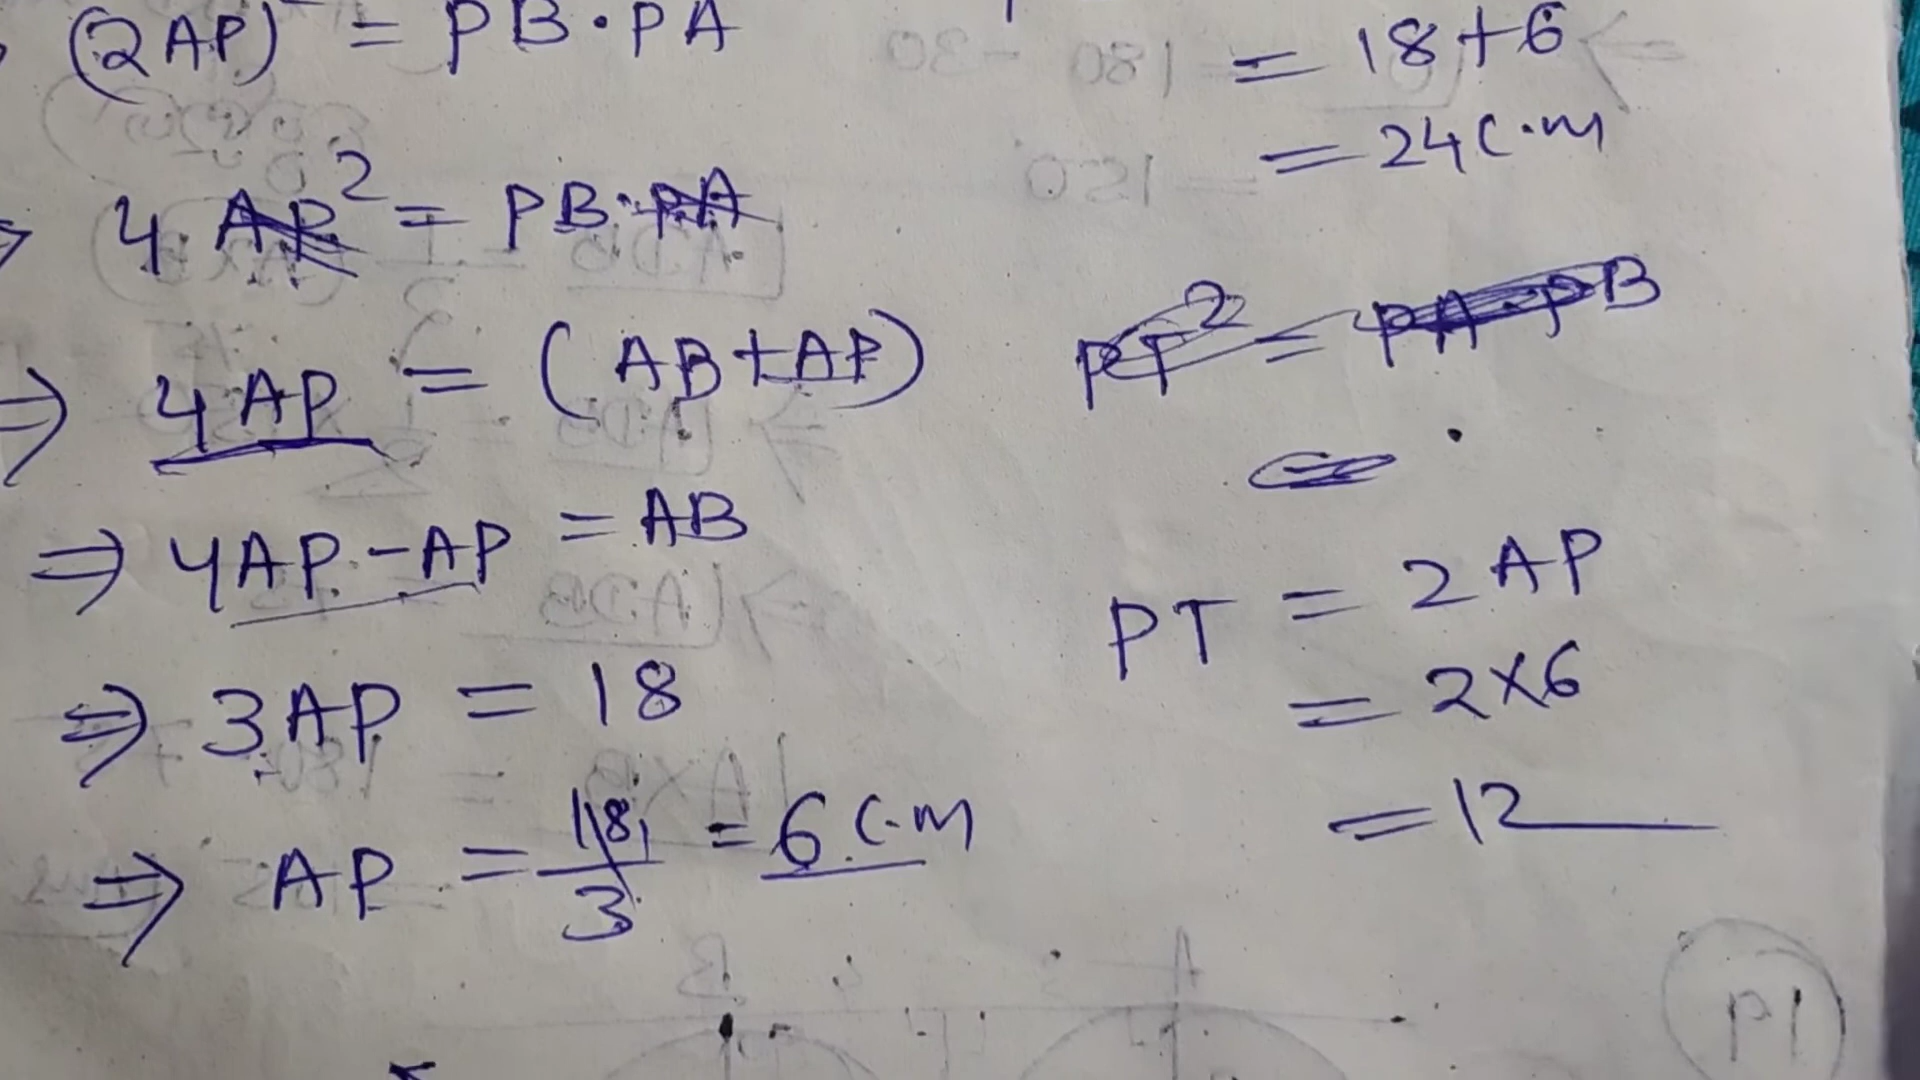 (2AP)² = PB·PA
⇒ 4 AP² = PB·PA
⇒ 4AP = (AB+AP)
⇒ 4AP - AP = AB
⇒ 3AP = 18
⇒ AP = 18/3 = 6 C·m
= 18+6
= 24 C·m
PT² = PA·PB
=
PT = 2AP
= 2×6
= 12